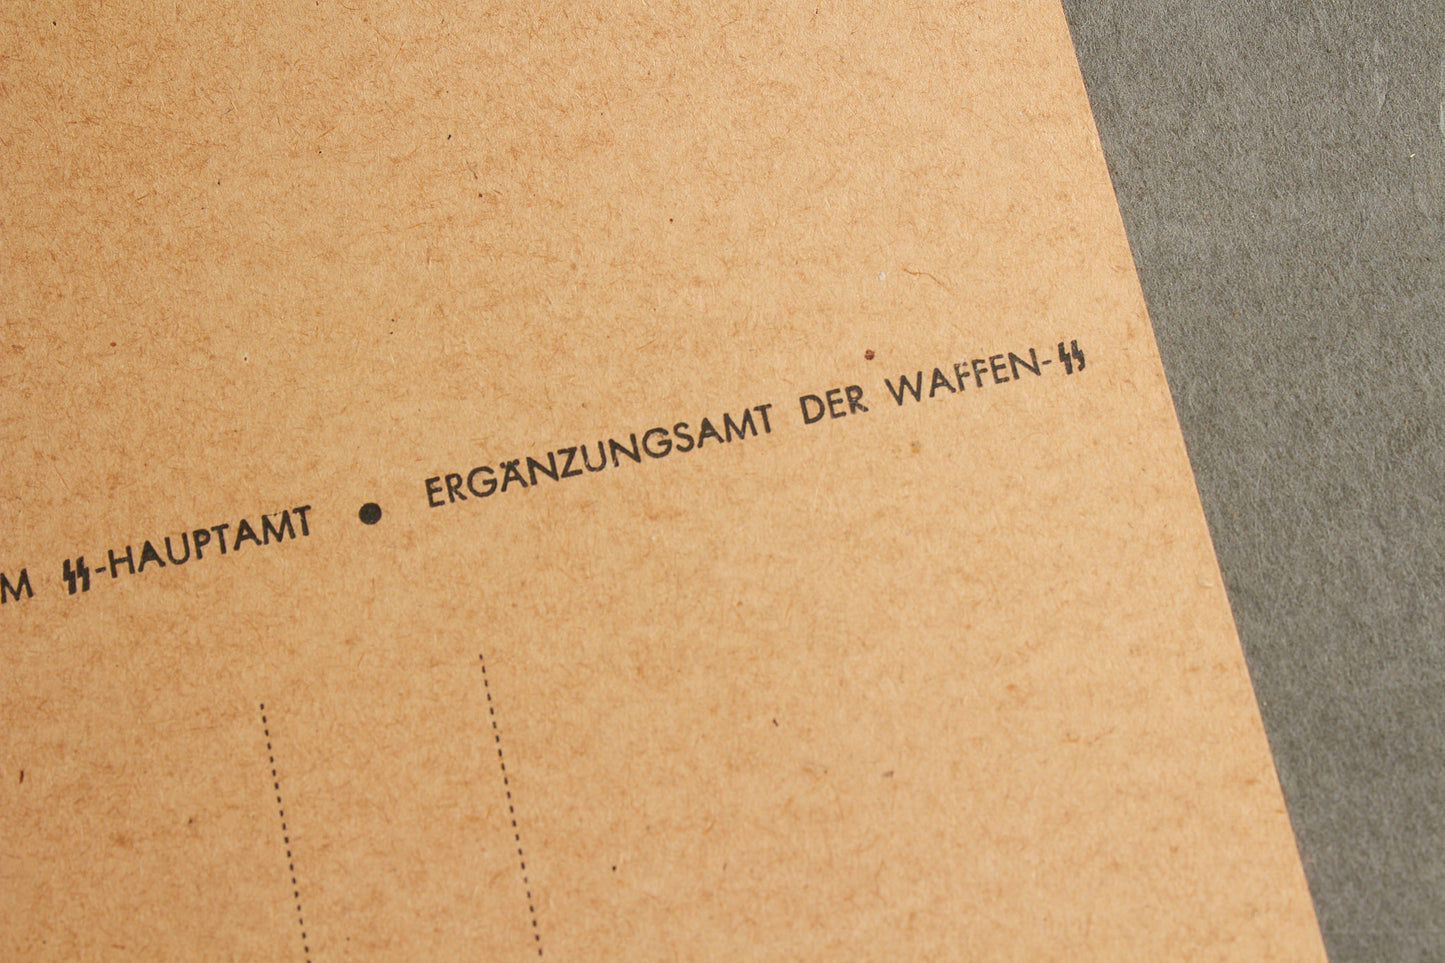 M ᛋᛋ-HAUPTAMT ● ERGÄNZUNGSAMT DER WAFFEN-ᛋᛋ